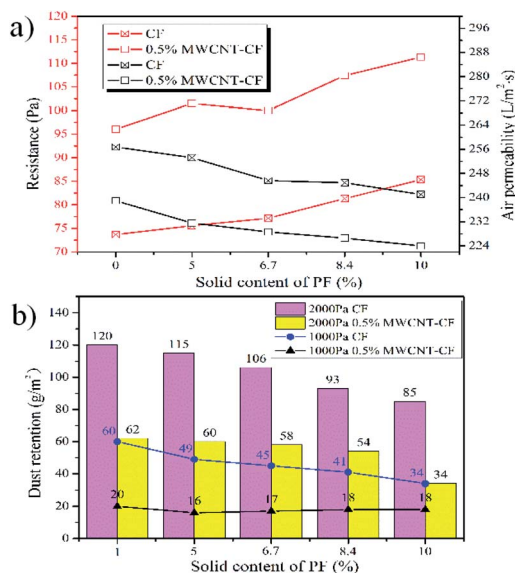 a)
CF
0.5% MWCNT-CF
CF
0.5% MWCNT-CF
Resistance (Pa)
120
115
110
105
100
95
90
85
80
75
70
Air permecability (L/m²·s)
296
288
280
272
264
256
248
240
232
224
0 5 6.7 8.4 10
Solid content of PF (%)
b)
2000Pa CF
2000Pa 0.5% MWCNT-CF
1000Pa CF
1000Pa 0.5% MWCNT-CF
Dust retention (g/m²)
140
120
100
80
60
40
20
0
120 115 106 93 85
62 60 58 54 34
60 49 45 41 34
20 16 17 18 18
1 5 6.7 8.4 10
Solid content of PF (%)